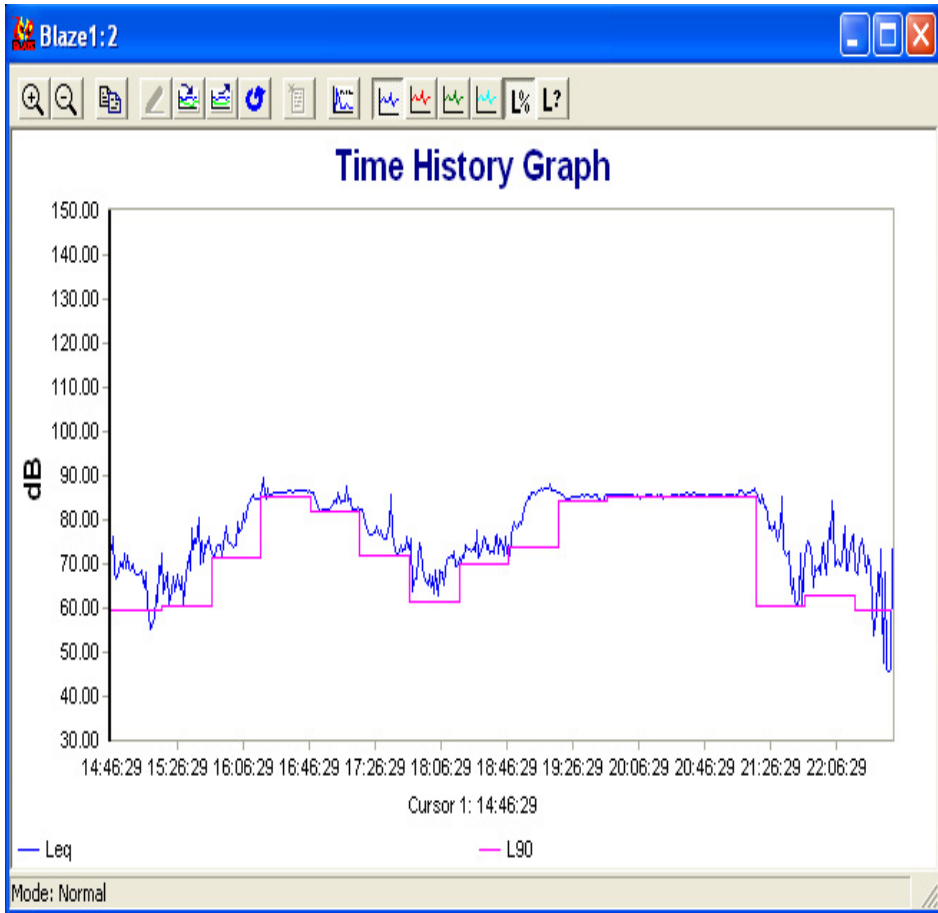 Blaze1:2
L% L?
Time History Graph
150.00
140.00
130.00
120.00
110.00
100.00
90.00
80.00
70.00
60.00
50.00
40.00
30.00
dB
14:46:29 15:26:29 16:06:29 16:46:29 17:26:29 18:06:29 18:46:29 19:26:29 20:06:29 20:46:29 21:26:29 22:06:29
Cursor 1: 14:46:29
Leq L90
Mode: Normal